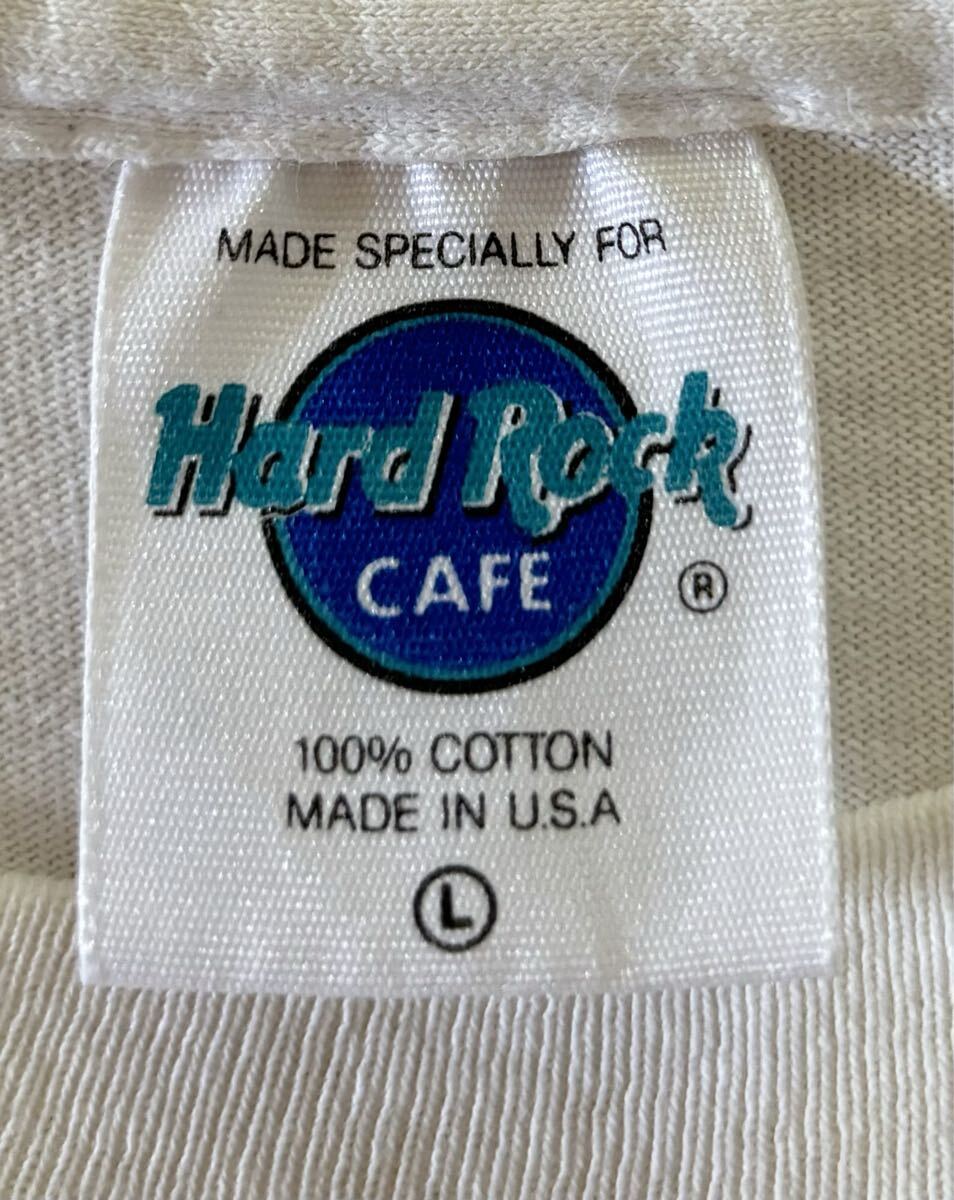 MADE SPECIALLY FOR
Hard Rock
CAFE
®
100% COTTON
MADE IN U.S.A
L